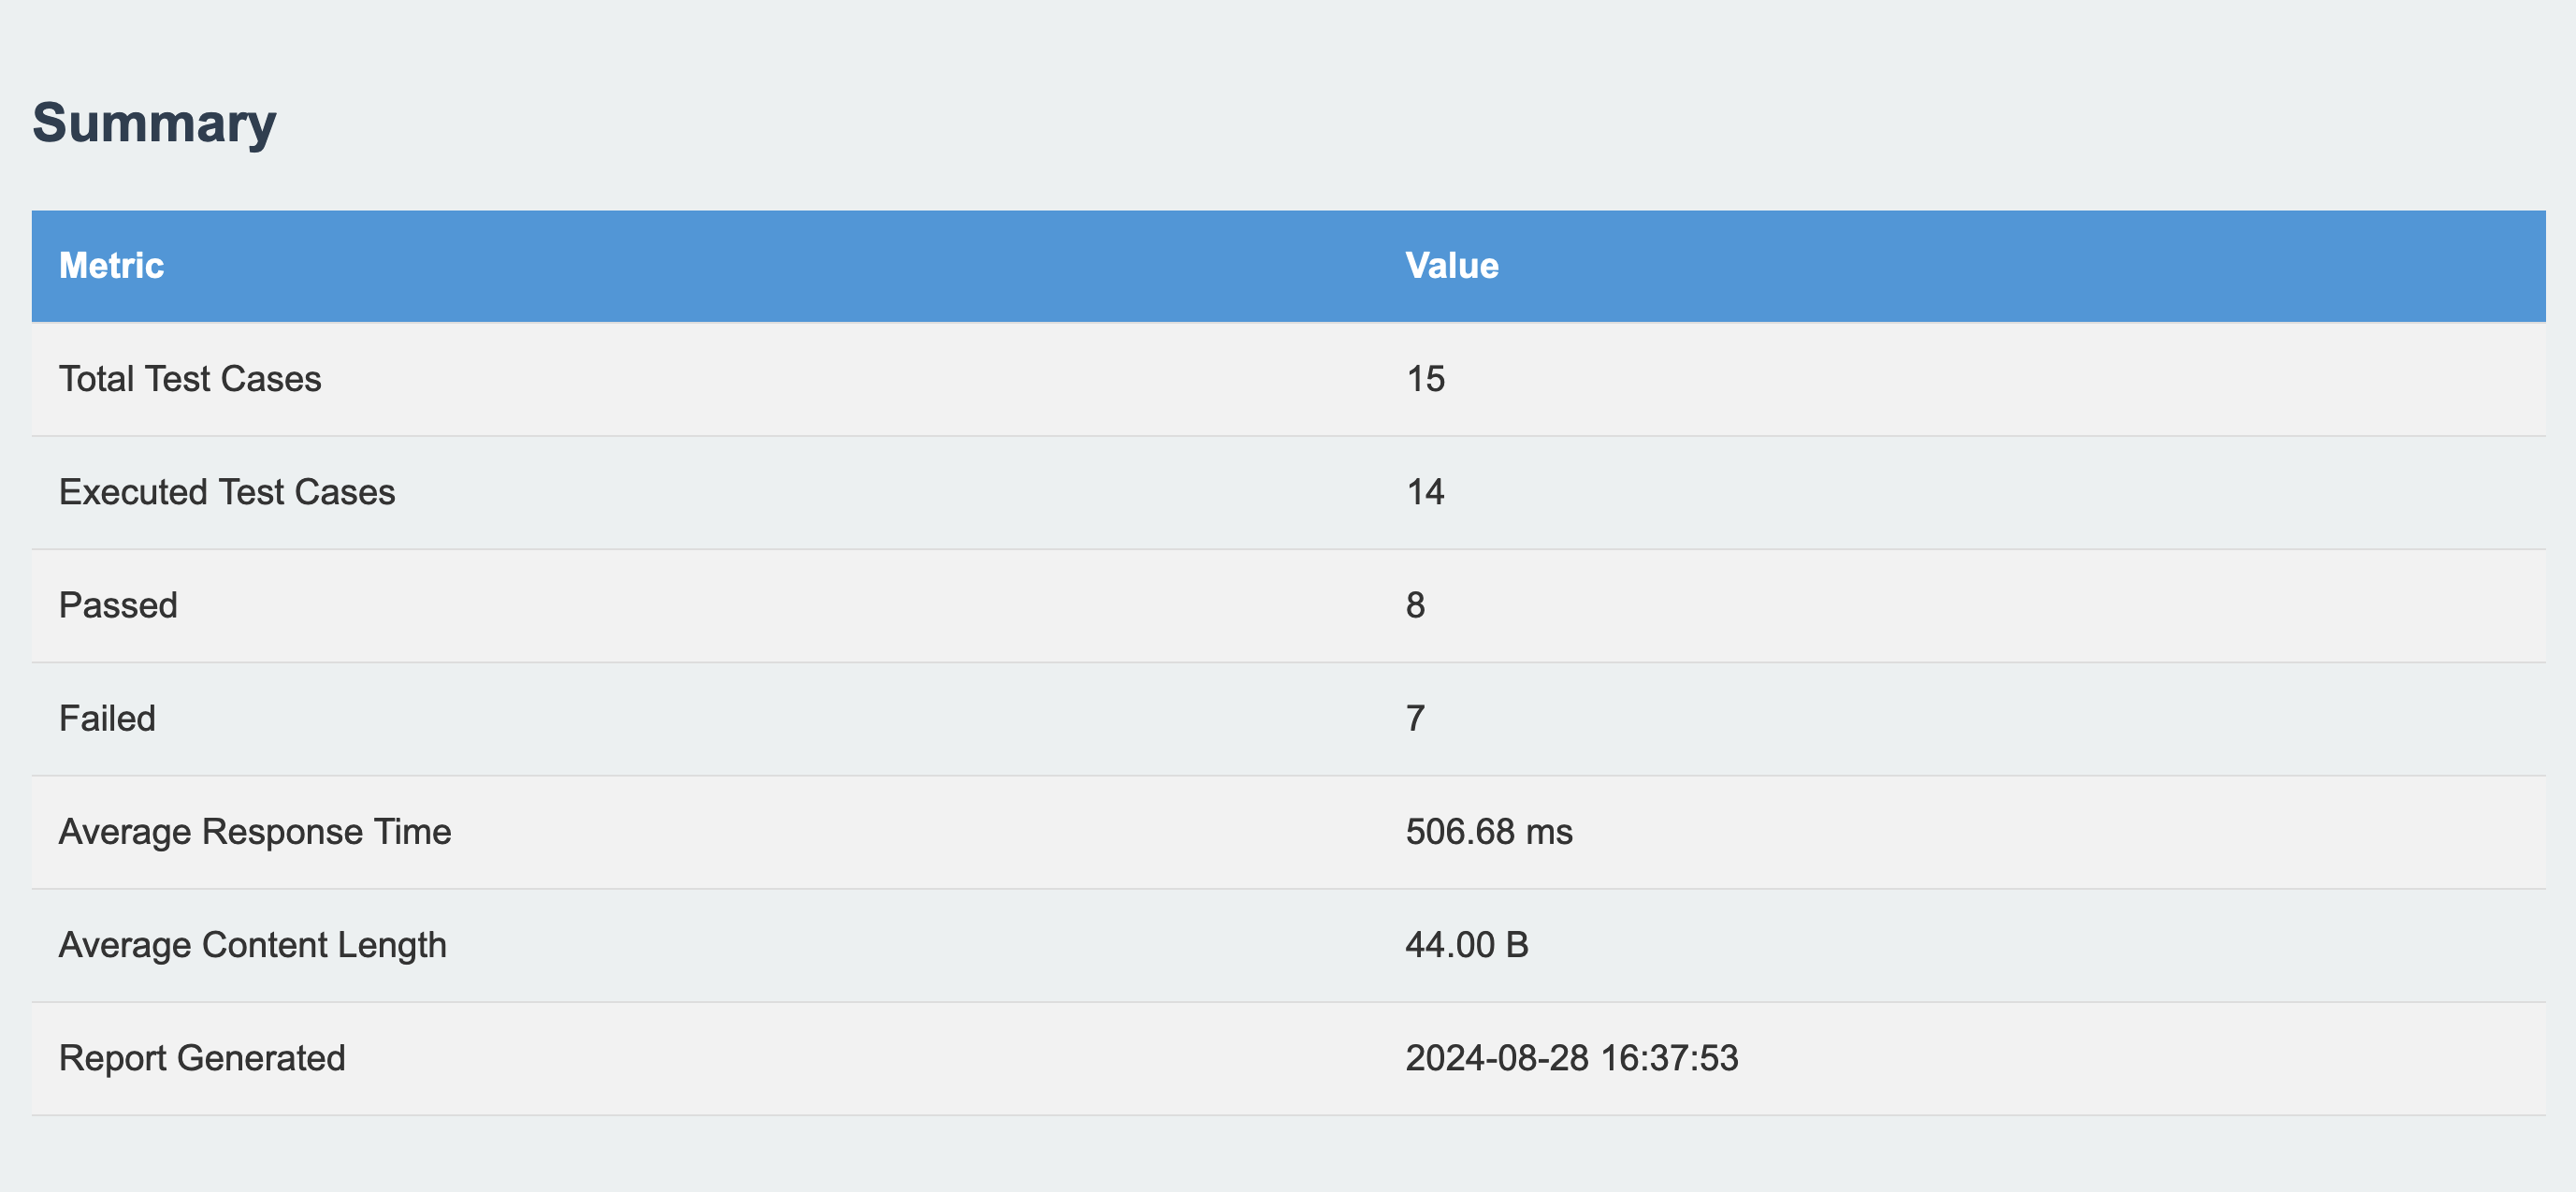 Summary
Metric Value
Total Test Cases 15
Executed Test Cases 14
Passed 8
Failed 7
Average Response Time 506.68 ms
Average Content Length 44.00 B
Report Generated 2024-08-28 16:37:53